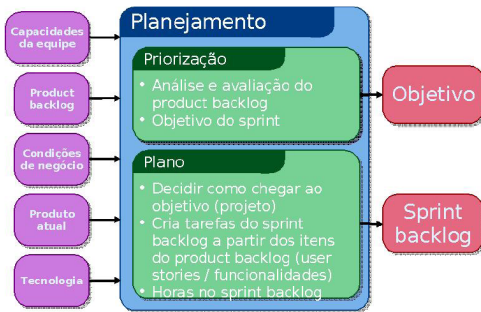 Capacidades
da equipe
Product
backlog
Condições
de negócio
Produto
atual
Tecnologia
Planejamento
Priorização
• Análise e avaliação do
product backlog
• Objetivo do sprint
Plano
• Decidir como chegar ao
objetivo (projeto)
• Cria tarefas do sprint
backlog a partir dos itens
do product backlog (user
stories / funcionalidades)
• Horas no sprint backlog
Objetivo
Sprint
backlog